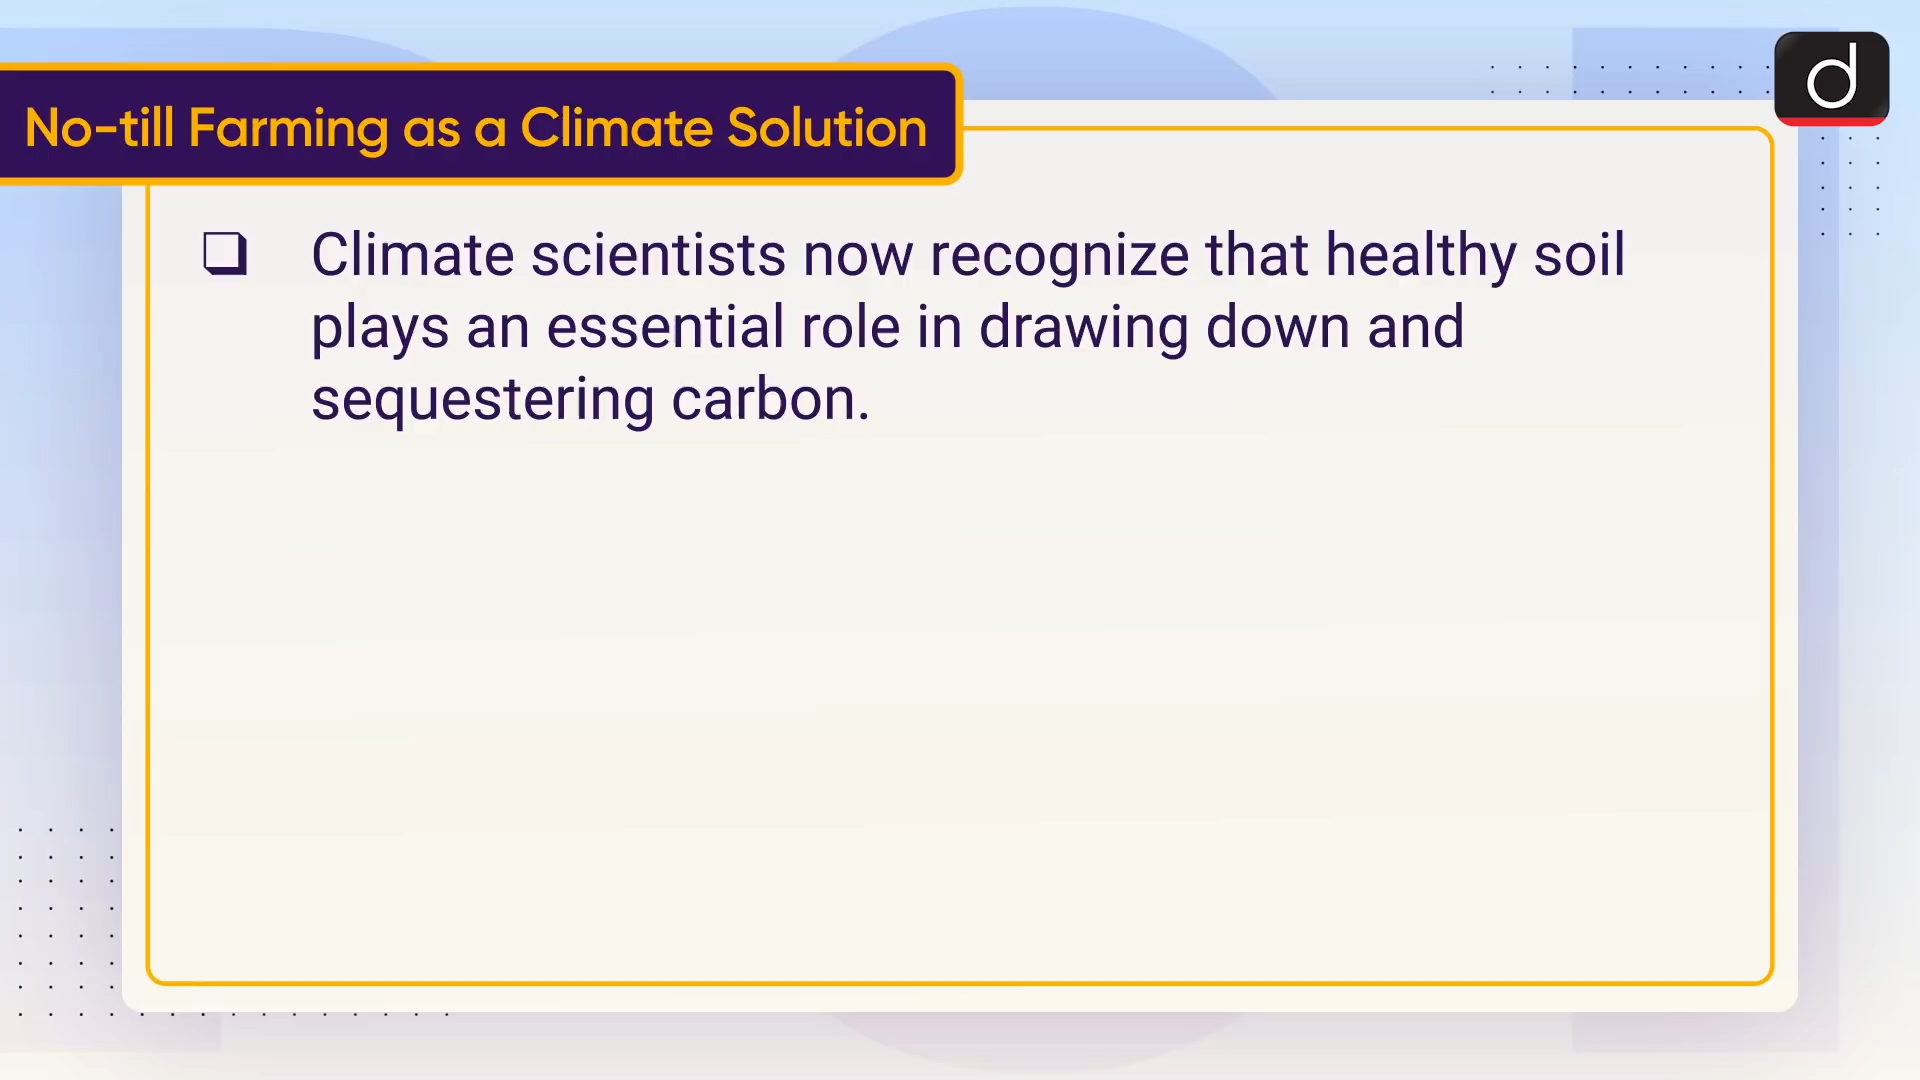 No-till Farming as a Climate Solution
d
❑ Climate scientists now recognize that healthy soil
plays an essential role in drawing down and
sequestering carbon.